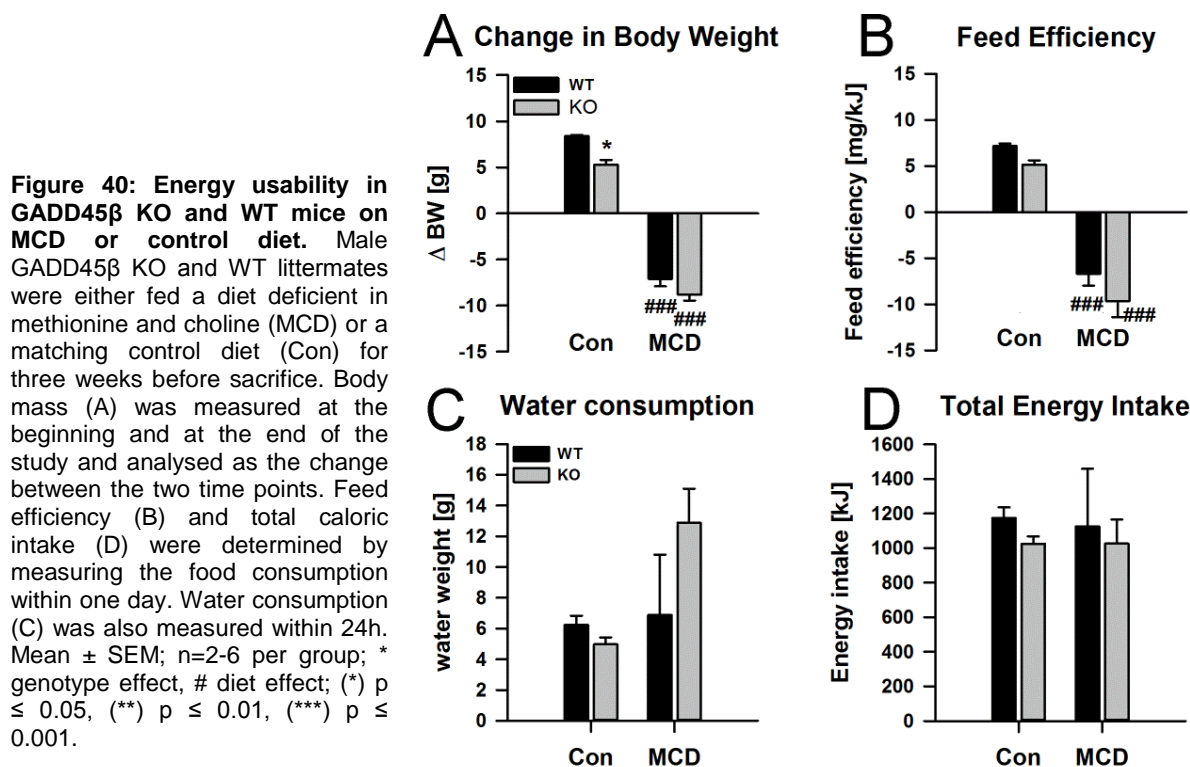 Figure 40: Energy usability in
GADD45β KO and WT mice on
MCD or control diet. Male
GADD45β KO and WT littermates
were either fed a diet deficient in
methionine and choline (MCD) or a
matching control diet (Con) for
three weeks before sacrifice. Body
mass (A) was measured at the
beginning and at the end of the
study and analysed as the change
between the two time points. Feed
efficiency (B) and total caloric
intake (D) were determined by
measuring the food consumption
within one day. Water consumption
(C) was also measured within 24h.
Mean ± SEM; n=2-6 per group; *
genotype effect, # diet effect; (*) p
≤ 0.05, (**) p ≤ 0.01, (***) p ≤
0.001.
A Change in Body Weight
WT
KO
Δ BW [g]
15
10
5
0
-5
-10
-15
*
###
###
Con MCD
B Feed Efficiency
Feed efficiency [mg/kJ]
15
10
5
0
-5
-10
-15
###
###
Con MCD
C Water consumption
WT
KO
water weight [g]
18
16
14
12
10
8
6
4
2
0
Con MCD
D Total Energy Intake
Energy intake [kJ]
1600
1400
1200
1000
800
600
400
200
0
Con MCD